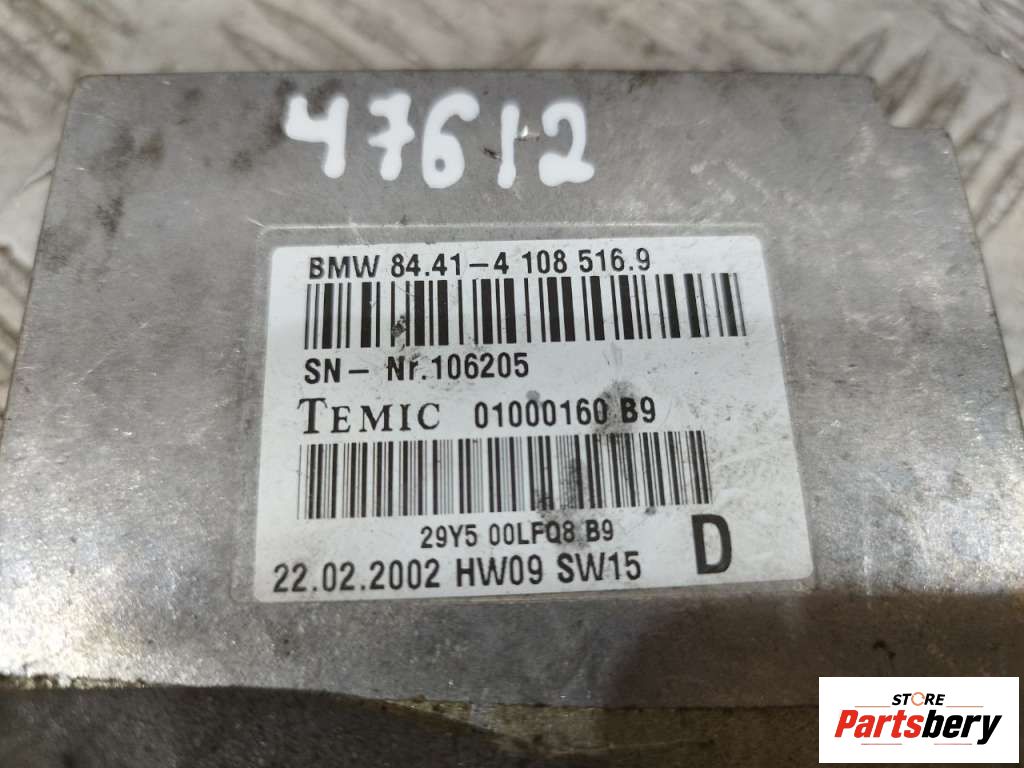 47612
BMW 84.41-4 108 516.9
SN- Nr.106205
TEMIC 01000160 B9
29Y5 00LFQ8 B9
22.02.2002 HW09 SW15 D
STORE
Partsbery